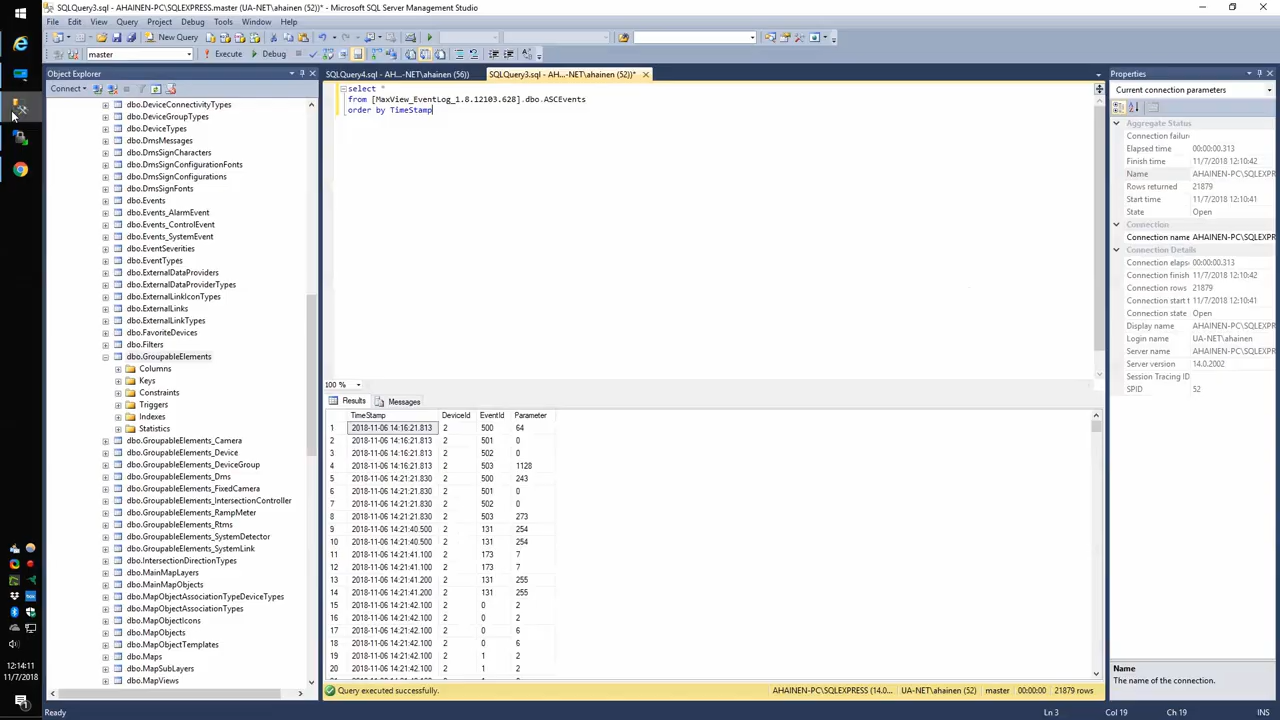 SQLQuery3.sql - AHAINEN-PC\SQLEXPRESS.master (UA-NET\ahainen (52))* - Microsoft SQL Server Management Studio
File Edit View Query Project Debug Tools Window Help
New Query
master Execute Debug
Object Explorer
Connect
dbo.DeviceConnectivityTypes
dbo.DeviceGroupTypes
dbo.DeviceTypes
dbo.DmsMessages
dbo.DmsSignCharacters
dbo.DmsSignConfigurationFonts
dbo.DmsSignConfigurations
dbo.DmsSignFonts
dbo.Events
dbo.Events_AlarmEvent
dbo.Events_ControlEvent
dbo.Events_SystemEvent
dbo.EventSeverities
dbo.EventTypes
dbo.ExternalDataProviders
dbo.ExternalDataProviderTypes
dbo.ExternalLinkIconTypes
dbo.ExternalLinks
dbo.ExternalLinkTypes
dbo.FavoriteDevices
dbo.Filters
dbo.GroupableElements
Columns
Keys
Constraints
Triggers
Indexes
Statistics
dbo.GroupableElements_Camera
dbo.GroupableElements_Device
dbo.GroupableElements_DeviceGroup
dbo.GroupableElements_Dms
dbo.GroupableElements_FixedCamera
dbo.GroupableElements_IntersectionController
dbo.GroupableElements_RampMeter
dbo.GroupableElements_Rtms
dbo.GroupableElements_SystemDetector
dbo.GroupableElements_SystemLink
dbo.IntersectionDirectionTypes
dbo.MainMapLayers
dbo.MainMapObjects
dbo.MapObjectAssociationTypeDeviceTypes
dbo.MapObjectAssociationTypes
dbo.MapObjectIcons
dbo.MapObjects
dbo.MapObjectTemplates
dbo.Maps
dbo.MapSubLayers
dbo.MapViews
SQLQuery4.sql - AH...-NET\ahainen (56)) SQLQuery3.sql - AH...-NET\ahainen (52))*
select *
from [MaxView_EventLog_1.8.12103.628].dbo.ASCEvents
order by TimeStamp
100 %
Results Messages
TimeStamp DeviceId EventId Parameter
1 2018-11-06 14:16:21.813 2 500 64
2 2018-11-06 14:16:21.813 2 501 0
3 2018-11-06 14:16:21.813 2 502 0
4 2018-11-06 14:16:21.813 2 503 1128
5 2018-11-06 14:21:21.830 2 500 243
6 2018-11-06 14:21:21.830 2 501 0
7 2018-11-06 14:21:21.830 2 502 0
8 2018-11-06 14:21:21.830 2 503 273
9 2018-11-06 14:21:40.500 2 131 254
10 2018-11-06 14:21:40.500 2 131 254
11 2018-11-06 14:21:41.100 2 173 7
12 2018-11-06 14:21:41.100 2 173 7
13 2018-11-06 14:21:41.200 2 131 255
14 2018-11-06 14:21:41.200 2 131 255
15 2018-11-06 14:21:42.100 2 0 2
16 2018-11-06 14:21:42.100 2 0 2
17 2018-11-06 14:21:42.100 2 0 6
18 2018-11-06 14:21:42.100 2 0 6
19 2018-11-06 14:21:42.100 2 1 2
20 2018-11-06 14:21:42.100 2 1 2
Query executed successfully. AHAINEN-PC\SQLEXPRESS (14.0... UA-NET\ahainen (52) master 00:00:00 21879 rows
Properties
Current connection parameters
Aggregate Status
Connection failure
Elapsed time 00:00:00.313
Finish time 11/7/2018 12:10:42
Name AHAINEN-PC\SQLEXPR
Rows returned 21879
Start time 11/7/2018 12:10:41
State Open
Connection
Connection name AHAINEN-PC\SQLEXPR
Connection Details
Connection elaps 00:00:00.313
Connection finish 11/7/2018 12:10:42
Connection rows 21879
Connection start t 11/7/2018 12:10:41
Connection state Open
Display name AHAINEN-PC\SQLEXPR
Login name UA-NET\ahainen
Server name AHAINEN-PC\SQLEXPR
Server version 14.0.2002
Session Tracing ID
SPID 52
Name
The name of the connection.
12:14:11
11/7/2018
Ready Ln 3 Col 19 Ch 19 INS